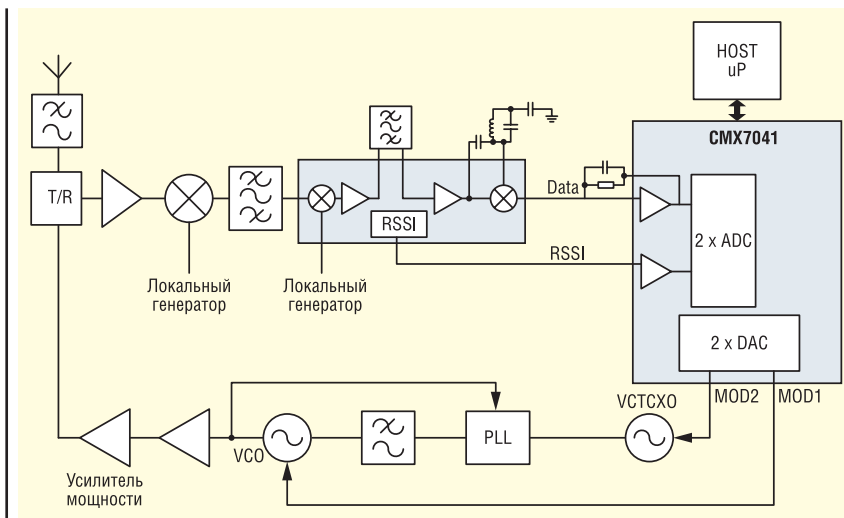 HOST
uP
CMX7041
T/R
Data
RSSI
RSSI
2 x ADC
Локальный
генератор
Локальный
генератор
2 x DAC
VCTCXO
MOD2
MOD1
VCO
PLL
Усилитель
мощности